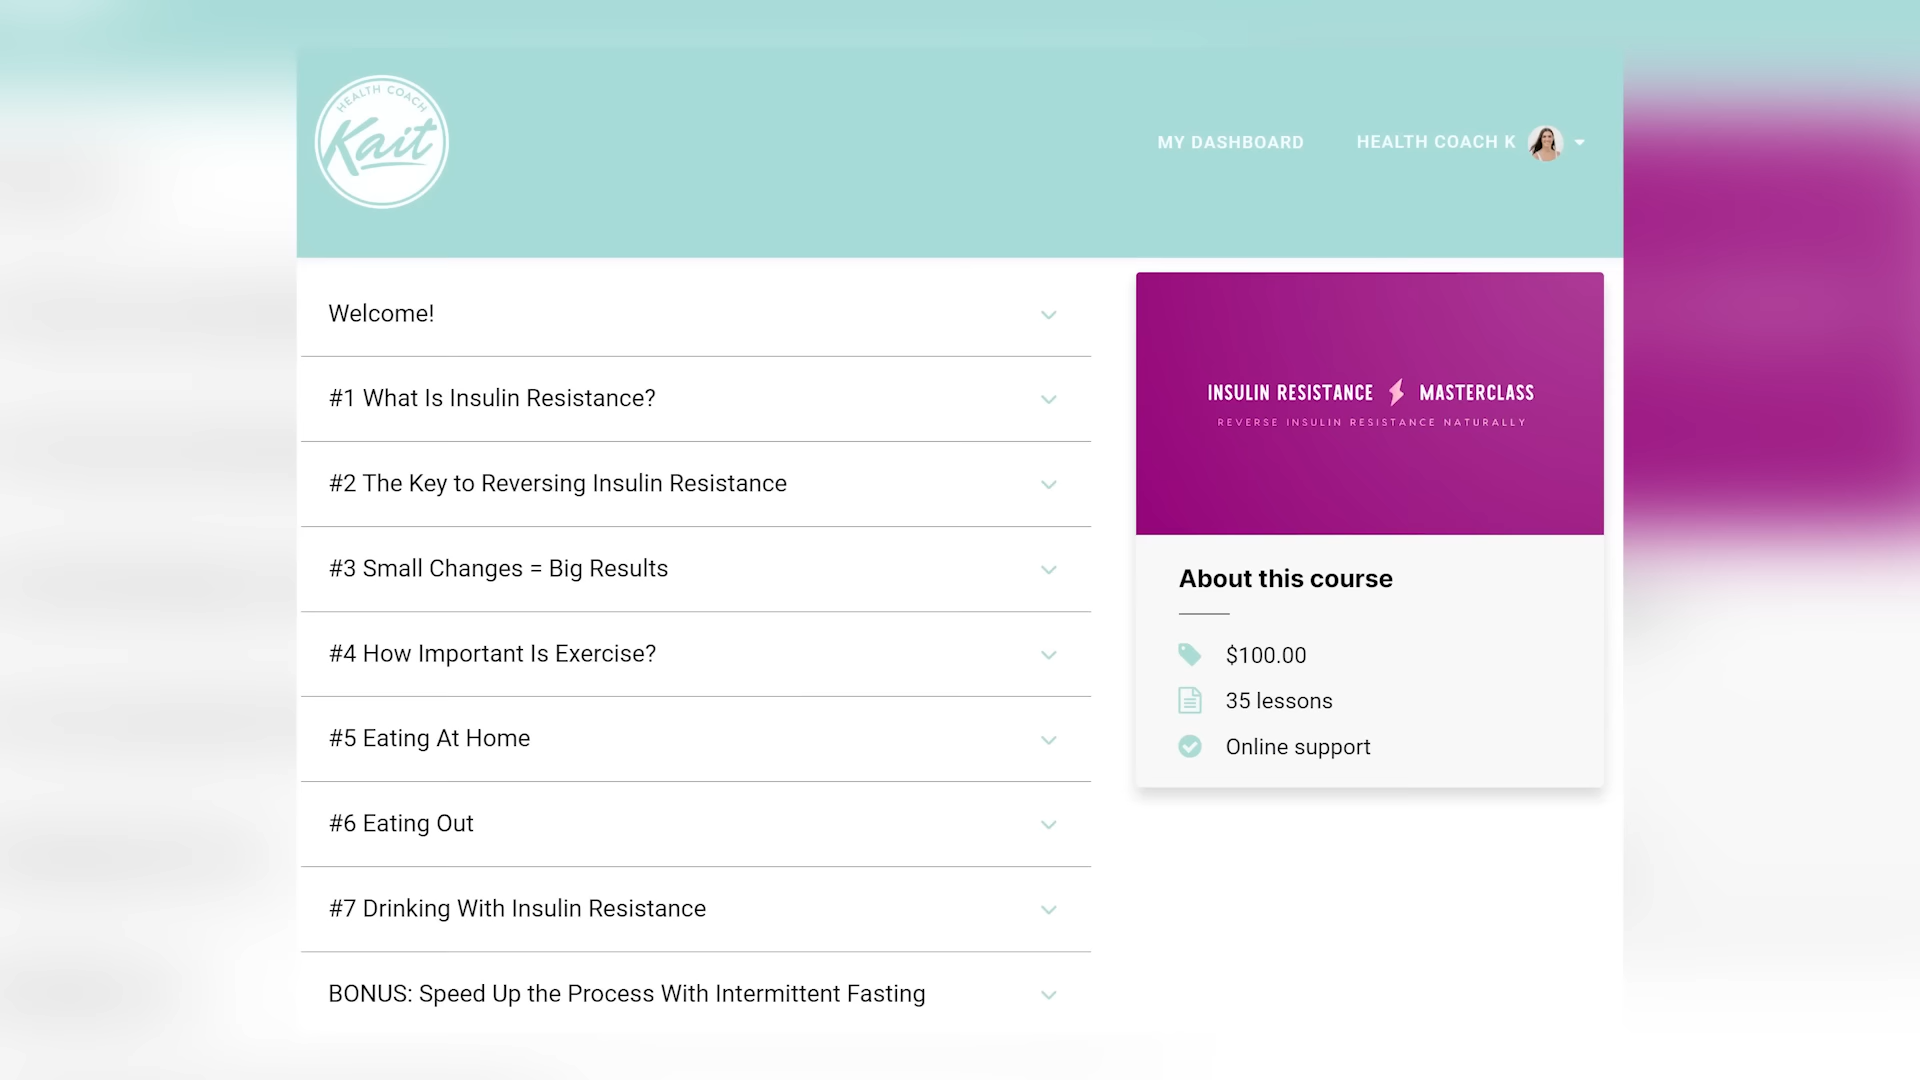 HEALTH COACH
Kait
MY DASHBOARD
HEALTH COACH K
Welcome!
#1 What Is Insulin Resistance?
#2 The Key to Reversing Insulin Resistance
#3 Small Changes = Big Results
#4 How Important Is Exercise?
#5 Eating At Home
#6 Eating Out
#7 Drinking With Insulin Resistance
BONUS: Speed Up the Process With Intermittent Fasting
INSULIN RESISTANCE MASTERCLASS
REVERSE INSULIN RESISTANCE NATURALLY
About this course
$100.00
35 lessons
Online support